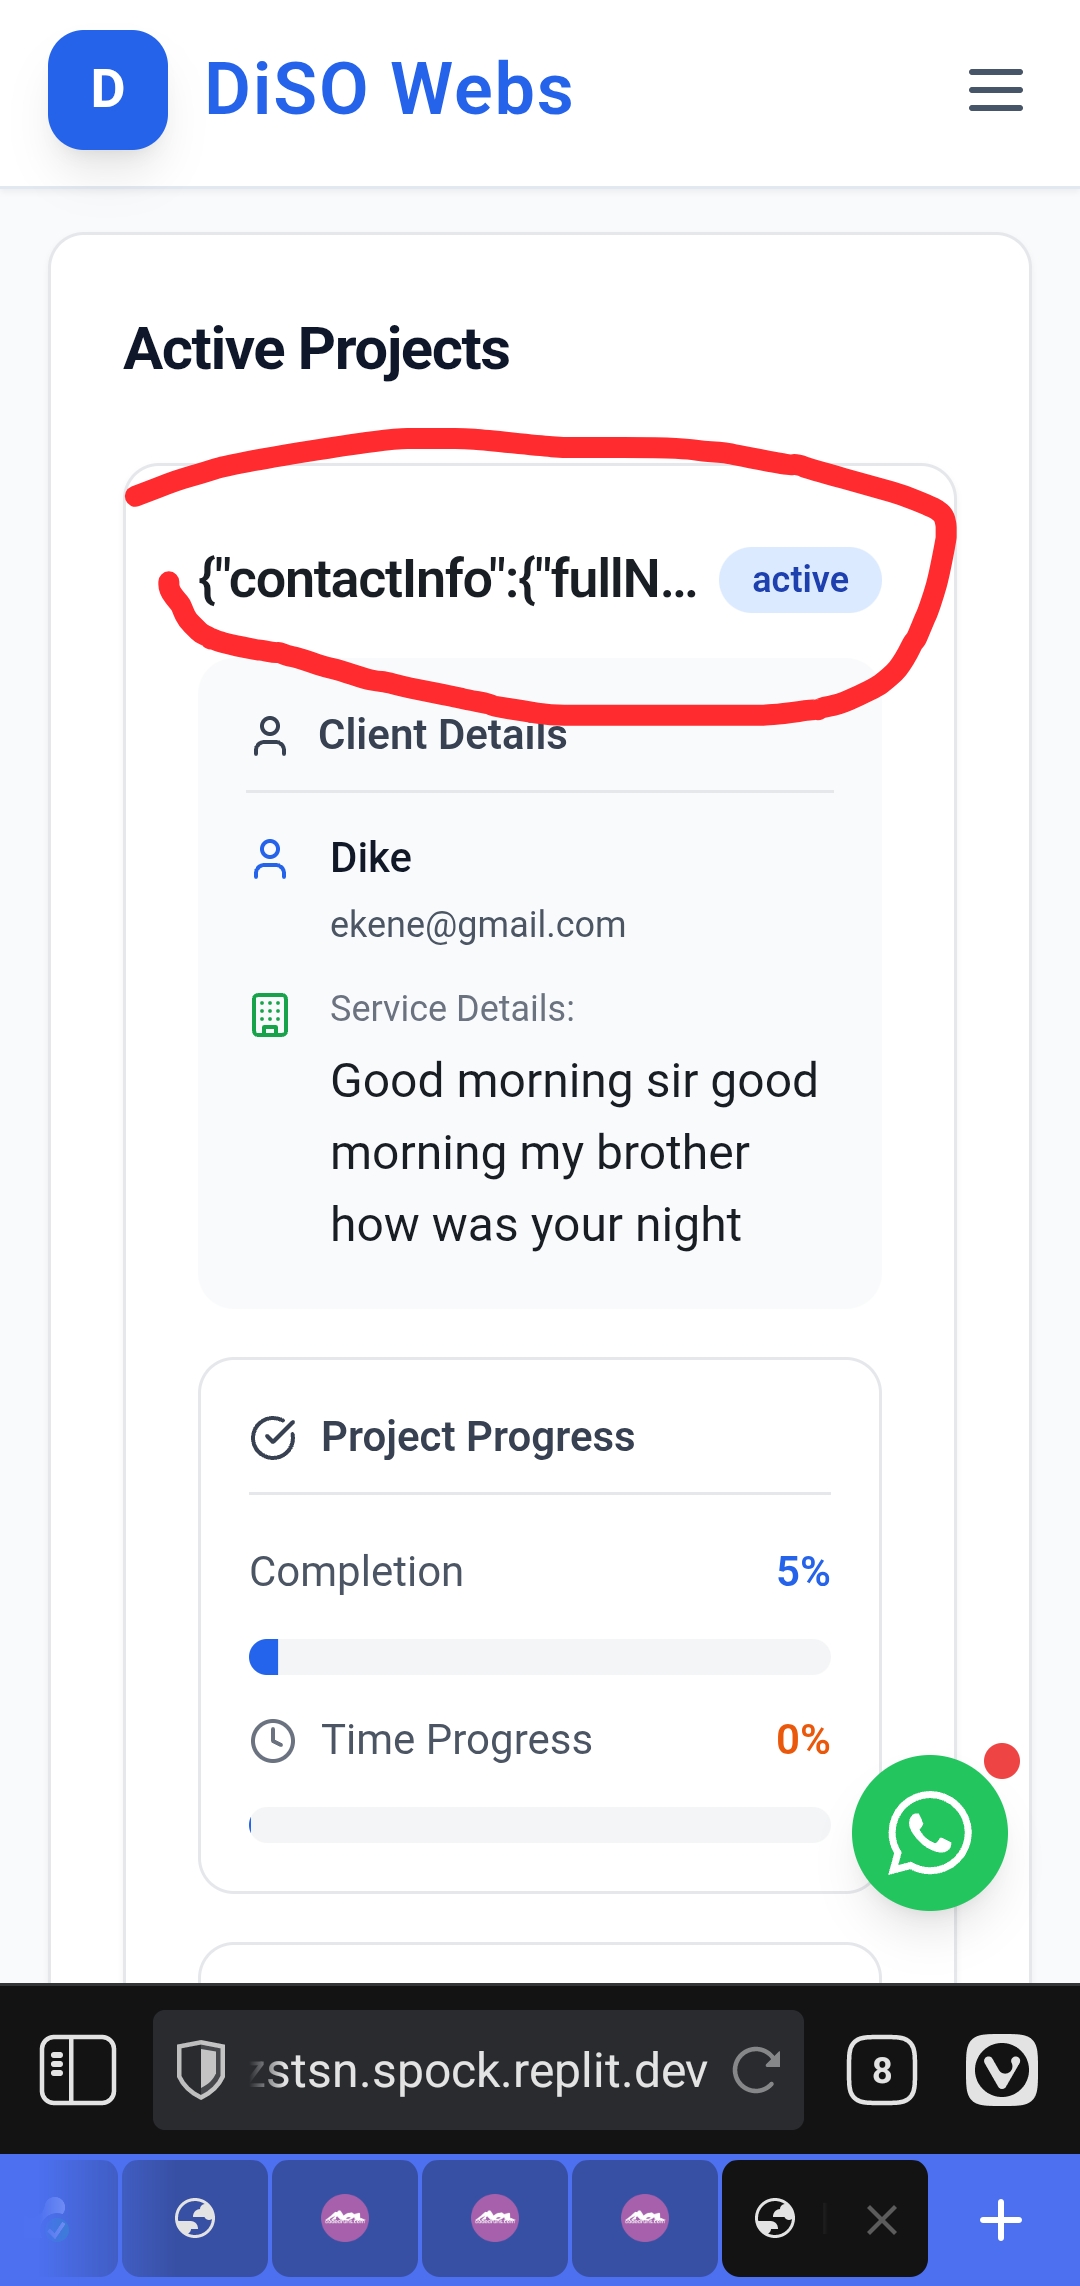 D DiSO Webs
Active Projects
{"contactInfo":{"fullN... active
Client Details
Dike
ekene@gmail.com
Service Details:
Good morning sir good
morning my brother
how was your night
Project Progress
Completion 5%
Time Progress 0%
zstsn.spock.replit.dev 8